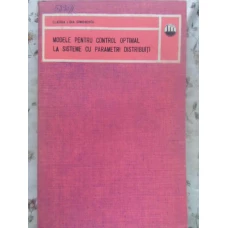 MODELE PENTRU CONTROL OPTIMAL
LA SISTEME CU PARAMETRI DISTRIBUIȚI